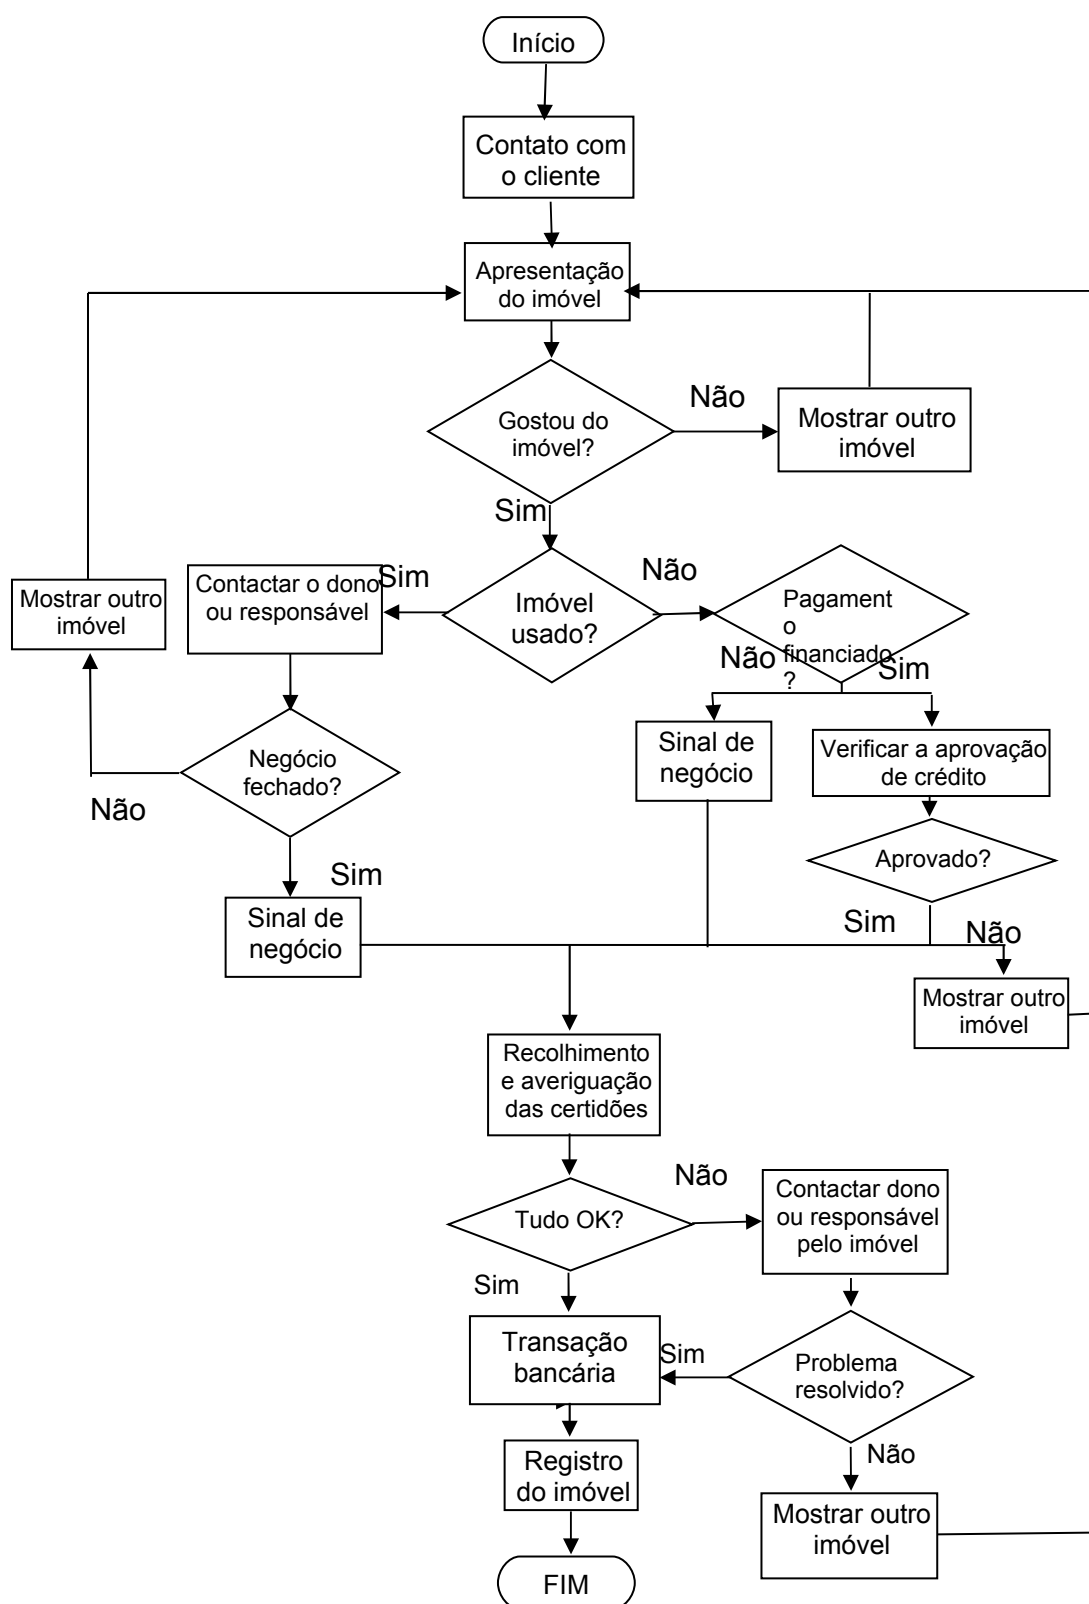 Início
Contato com
o cliente
Apresentação
do imóvel
Gostou do
imóvel?
Não
Mostrar outro
imóvel
Sim
Imóvel
usado?
Sim
Contactar o dono
ou responsável
Mostrar outro
imóvel
Não
Pagament
o
financiado
?
Não
Sim
Negócio
fechado?
Não
Sim
Sinal de
negócio
Sinal de
negócio
Verificar a aprovação
de crédito
Aprovado?
Sim
Não
Mostrar outro
imóvel
Recolhimento
e averiguação
das certidões
Tudo OK?
Não
Contactar dono
ou responsável
pelo imóvel
Sim
Transação
bancária
Sim
Problema
resolvido?
Não
Registro
do imóvel
Mostrar outro
imóvel
FIM